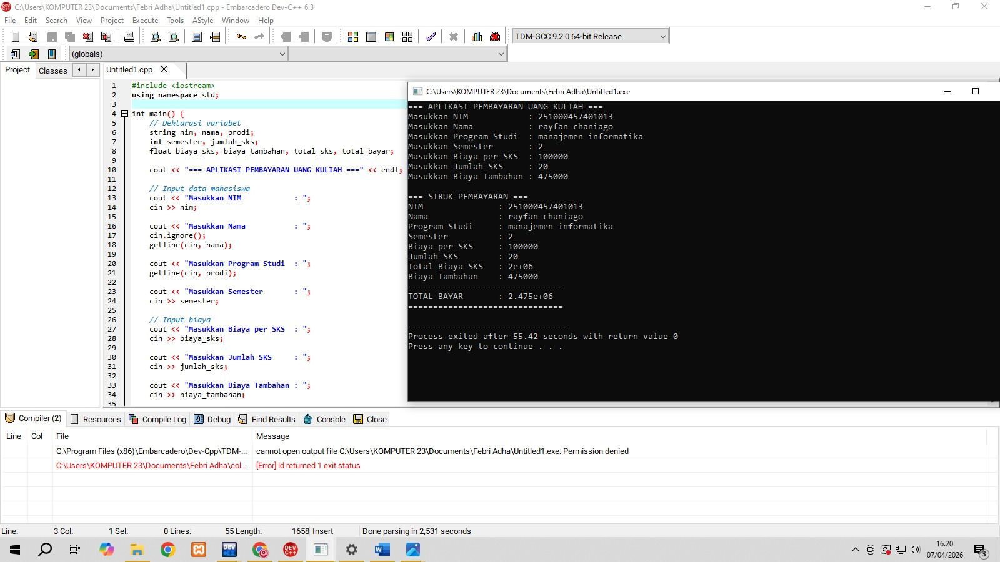 C:\Users\KOMPUTER 23\Documents\Febri Adha\Untitled1.cpp - Embarcadero Dev-C++ 6.3
File Edit Search View Project Execute Tools AStyle Window Help
TDM-GCC 9.2.0 64-bit Release
(globals)
Project Classes
Untitled1.cpp
1 #include <iostream>
2 using namespace std;
3
4 int main() {
5 // Deklarasi variabel
6 string nim, nama, prodi;
7 int semester, jumlah_sks;
8 float biaya_sks, biaya_tambahan, total_sks, total_bayar;
9
10 cout << "=== APLIKASI PEMBAYARAN UANG KULIAH ===" << endl;
11
12 // Input data mahasiswa
13 cout << "Masukkan NIM : ";
14 cin >> nim;
15
16 cout << "Masukkan Nama : ";
17 cin.ignore();
18 getline(cin, nama);
19
20 cout << "Masukkan Program Studi : ";
21 getline(cin, prodi);
22
23 cout << "Masukkan Semester : ";
24 cin >> semester;
25
26 // Input biaya
27 cout << "Masukkan Biaya per SKS : ";
28 cin >> biaya_sks;
29
30 cout << "Masukkan Jumlah SKS : ";
31 cin >> jumlah_sks;
32
33 cout << "Masukkan Biaya Tambahan : ";
34 cin >> biaya_tambahan;
35
C:\Users\KOMPUTER 23\Documents\Febri Adha\Untitled1.exe
=== APLIKASI PEMBAYARAN UANG KULIAH ===
Masukkan NIM : 251000457401013
Masukkan Nama : rayfan chaniago
Masukkan Program Studi : manajemen informatika
Masukkan Semester : 2
Masukkan Biaya per SKS : 100000
Masukkan Jumlah SKS : 20
Masukkan Biaya Tambahan : 475000
=== STRUK PEMBAYARAN ===
NIM : 251000457401013
Nama : rayfan chaniago
Program Studi : manajemen informatika
Semester : 2
Biaya per SKS : 100000
Jumlah SKS : 20
Total Biaya SKS : 2e+06
Biaya Tambahan : 475000
-------------------------------
TOTAL BAYAR : 2.475e+06
===============================
--------------------------------
Process exited after 55.42 seconds with return value 0
Press any key to continue . . .
Compiler (2) Resources Compile Log Debug Find Results Console Close
Line Col File Message
C:\Program Files (x86)\Embarcadero\Dev-Cpp\TDM-... cannot open output file C:\Users\KOMPUTER 23\Documents\Febri Adha\Untitled1.exe: Permission denied
C:\Users\KOMPUTER 23\Documents\Febri Adha\col... [Error] ld returned 1 exit status
Line: 3 Col: 1 Sel: 0 Lines: 55 Length: 1658 Insert Done parsing in 2,531 seconds
16.20
07/04/2026
3